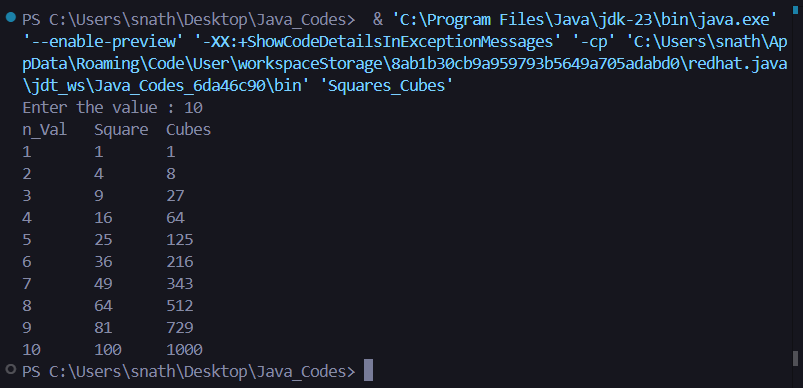 PS C:\Users\snath\Desktop\Java_Codes>  & 'C:\Program Files\Java\jdk-23\bin\java.exe'
'--enable-preview' '-XX:+ShowCodeDetailsInExceptionMessages' '-cp' 'C:\Users\snath\Ap
pData\Roaming\Code\User\workspaceStorage\8ab1b30cb9a959793b5649a705adabd0\redhat.java
\jdt_ws\Java_Codes_6da46c90\bin' 'Squares_Cubes'
Enter the value : 10
n_Val   Square  Cubes
1       1       1
2       4       8
3       9       27
4       16      64
5       25      125
6       36      216
7       49      343
8       64      512
9       81      729
10      100     1000
PS C:\Users\snath\Desktop\Java_Codes>